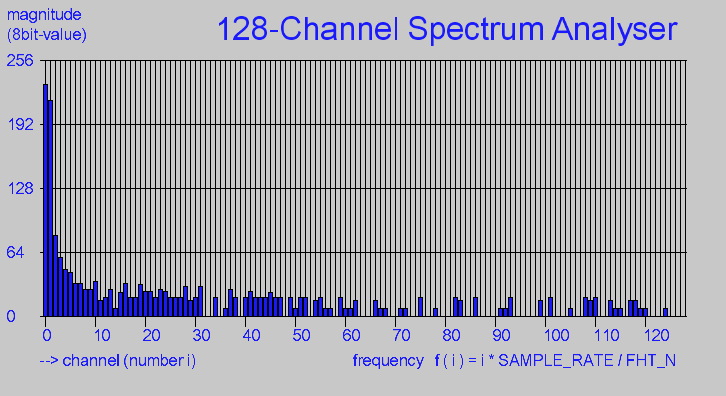 magnitude
(8bit-value)
128-Channel Spectrum Analyser
256
192
128
64
0
0 10 20 30 40 50 60 70 80 90 100 110 120
--> channel (number i) frequency f ( i ) = i * SAMPLE_RATE / FHT_N